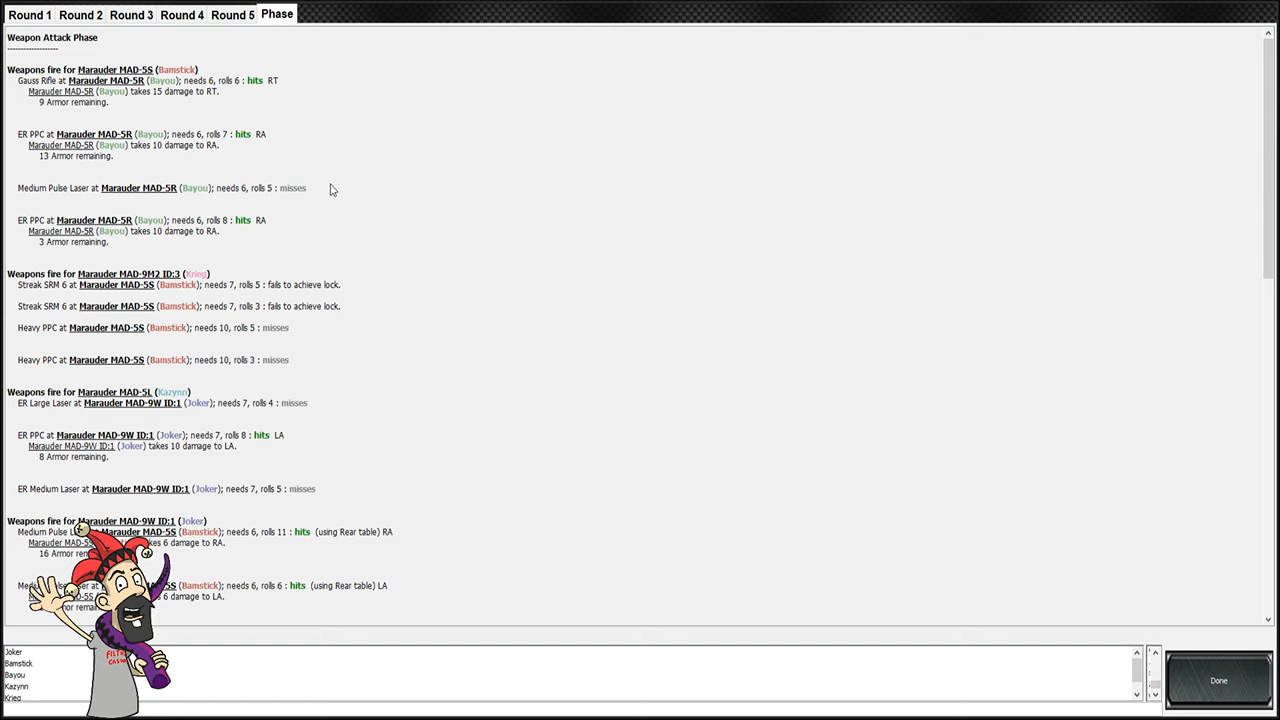 Round 1 Round 2 Round 3 Round 4 Round 5 Phase
Weapon Attack Phase
-------------------
Weapons fire for Marauder MAD-5S (Bamstick)
Gauss Rifle at Marauder MAD-5R (Bayou); needs 6, rolls 6 : hits RT
Marauder MAD-5R (Bayou) takes 15 damage to RT.
9 Armor remaining.
ER PPC at Marauder MAD-5R (Bayou); needs 6, rolls 7 : hits RA
Marauder MAD-5R (Bayou) takes 10 damage to RA.
13 Armor remaining.
Medium Pulse Laser at Marauder MAD-5R (Bayou); needs 6, rolls 5 : misses
ER PPC at Marauder MAD-5R (Bayou); needs 6, rolls 8 : hits RA
Marauder MAD-5R (Bayou) takes 10 damage to RA.
3 Armor remaining.
Weapons fire for Marauder MAD-9M2 ID:3 (Krieg)
Streak SRM 6 at Marauder MAD-5S (Bamstick); needs 7, rolls 5 : fails to achieve lock.
Streak SRM 6 at Marauder MAD-5S (Bamstick); needs 7, rolls 3 : fails to achieve lock.
Heavy PPC at Marauder MAD-5S (Bamstick); needs 10, rolls 5 : misses
Heavy PPC at Marauder MAD-5S (Bamstick); needs 10, rolls 3 : misses
Weapons fire for Marauder MAD-5L (Kazynn)
ER Large Laser at Marauder MAD-9W ID:1 (Joker); needs 7, rolls 4 : misses
ER PPC at Marauder MAD-9W ID:1 (Joker); needs 7, rolls 8 : hits LA
Marauder MAD-9W ID:1 (Joker) takes 10 damage to LA.
8 Armor remaining.
ER Medium Laser at Marauder MAD-9W ID:1 (Joker); needs 7, rolls 5 : misses
Weapons fire for Marauder MAD-9W ID:1 (Joker)
Medium Pulse L at Marauder MAD-5S (Bamstick); needs 6, rolls 11 : hits (using Rear table) RA
Marauder MAD-5S kes 6 damage to RA.
16 Armor re
Med ser at MAD-5S (Bamstick); needs 6, rolls 6 : hits (using Rear table) LA
MAD-5S s 6 damage to LA.
rmor rema
Joker
Bamstick
Bayou
Kazynn
Krieg
Done